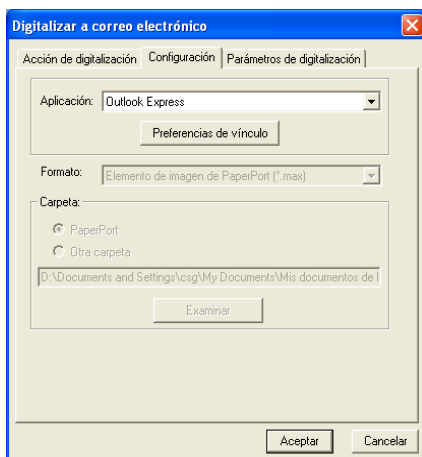 Digitalizar a correo electrónico
Acción de digitalización Configuración Parámetros de digitalización
Aplicación: Outlook Express
Preferencias de vínculo
Formato: Elemento de imagen de PaperPort (*.max)
Carpeta:
PaperPort
Otra carpeta
D:\Documents and Settings\csg\My Documents\Mis documentos de
Examinar
Aceptar Cancelar